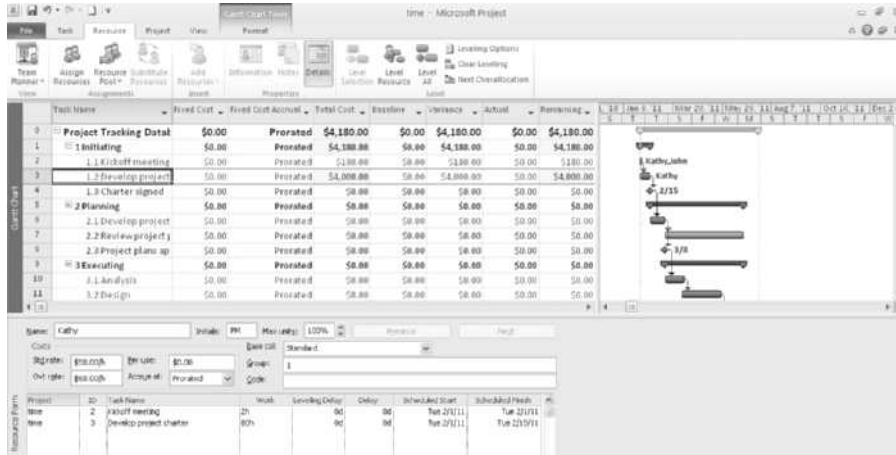 Gantt Chart Tools
time - Microsoft Project
File Task Resource Project View Format
Team Planner
Assign Resources
Resource Pool
Substitute Resources
Add Resources
Information Notes Details
Level Selection
Level Resource
Level All
Leveling Options
Clear Leveling
Next Overallocation
View Assignments Insert Properties Level
Task Name Fixed Cost Fixed Cost Accrual Total Cost Baseline Variance Actual Remaining
0 Project Tracking Datab $0.00 Prorated $4,180.00 $0.00 $4,180.00 $0.00 $4,180.00
1 1 Initiating $0.00 Prorated $4,180.00 $0.00 $4,180.00 $0.00 $4,180.00
2 1.1 Kickoff meeting $0.00 Prorated $180.00 $0.00 $180.00 $0.00 $180.00
3 1.2 Develop project $0.00 Prorated $4,000.00 $0.00 $4,000.00 $0.00 $4,000.00
4 1.3 Charter signed $0.00 Prorated $0.00 $0.00 $0.00 $0.00 $0.00
5 2 Planning $0.00 Prorated $0.00 $0.00 $0.00 $0.00 $0.00
6 2.1 Develop project $0.00 Prorated $0.00 $0.00 $0.00 $0.00 $0.00
7 2.2 Review project p $0.00 Prorated $0.00 $0.00 $0.00 $0.00 $0.00
8 2.3 Project plans ap $0.00 Prorated $0.00 $0.00 $0.00 $0.00 $0.00
9 3 Executing $0.00 Prorated $0.00 $0.00 $0.00 $0.00 $0.00
10 3.1 Analysis $0.00 Prorated $0.00 $0.00 $0.00 $0.00 $0.00
11 3.2 Design $0.00 Prorated $0.00 $0.00 $0.00 $0.00 $0.00
Kathy,John
Kathy
2/15
3/8
Gantt Chart
Name: Kathy Initials: PM Max units: 100% Previous Next
Costs Base cal: Standard
Std rate: $50.00/h Per use: $0.00 Group: 1
Ovt rate: Accrue at: Prorated Code:
Project ID Task Name Work Leveling Delay Delay Scheduled Start Scheduled Finish
time 2 Kickoff meeting 2h 0d 0d Tue 2/1/11 Tue 2/1/11
time 3 Develop project charter 80h 0d 0d Tue 2/1/11 Tue 2/15/11
Resource Form